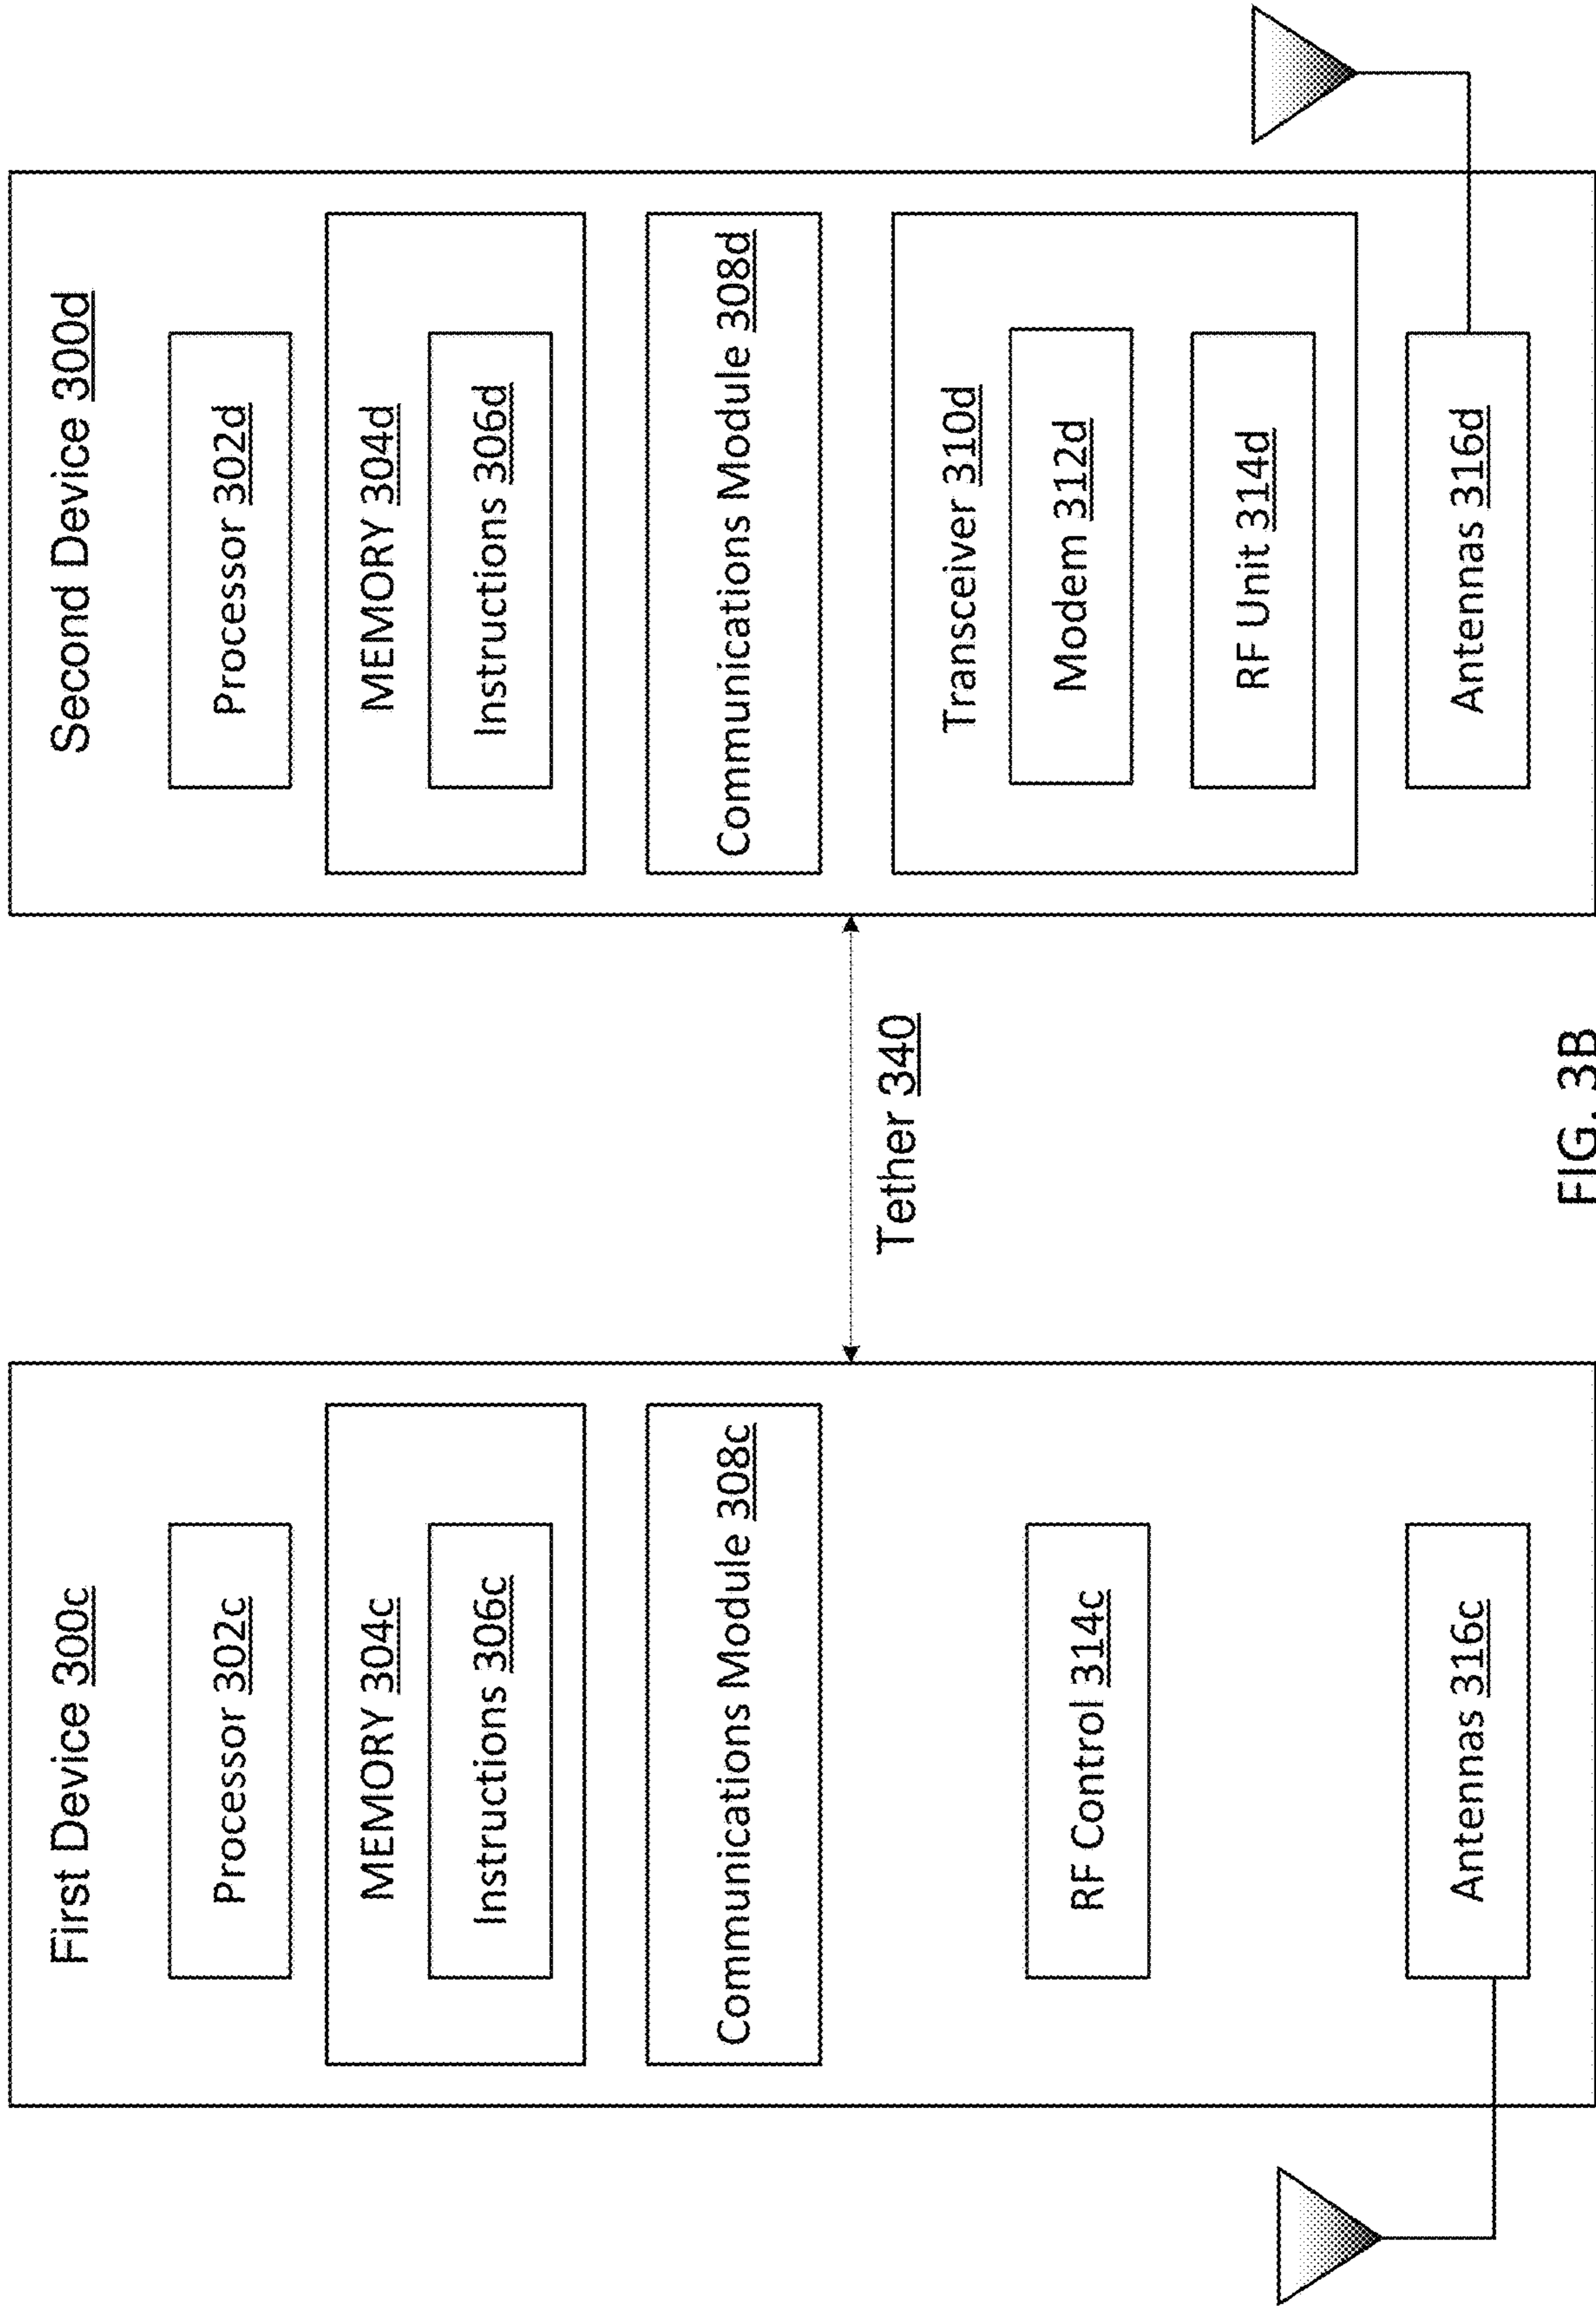 First Device 300c
Processor 302c
MEMORY 304c
Instructions 306c
Communications Module 308c
RF Control 314c
Antennas 316c
Tether 340
Second Device 300d
Processor 302d
MEMORY 304d
Instructions 306d
Communications Module 308d
Transceiver 310d
Modem 312d
RF Unit 314d
Antennas 316d
FIG. 3B